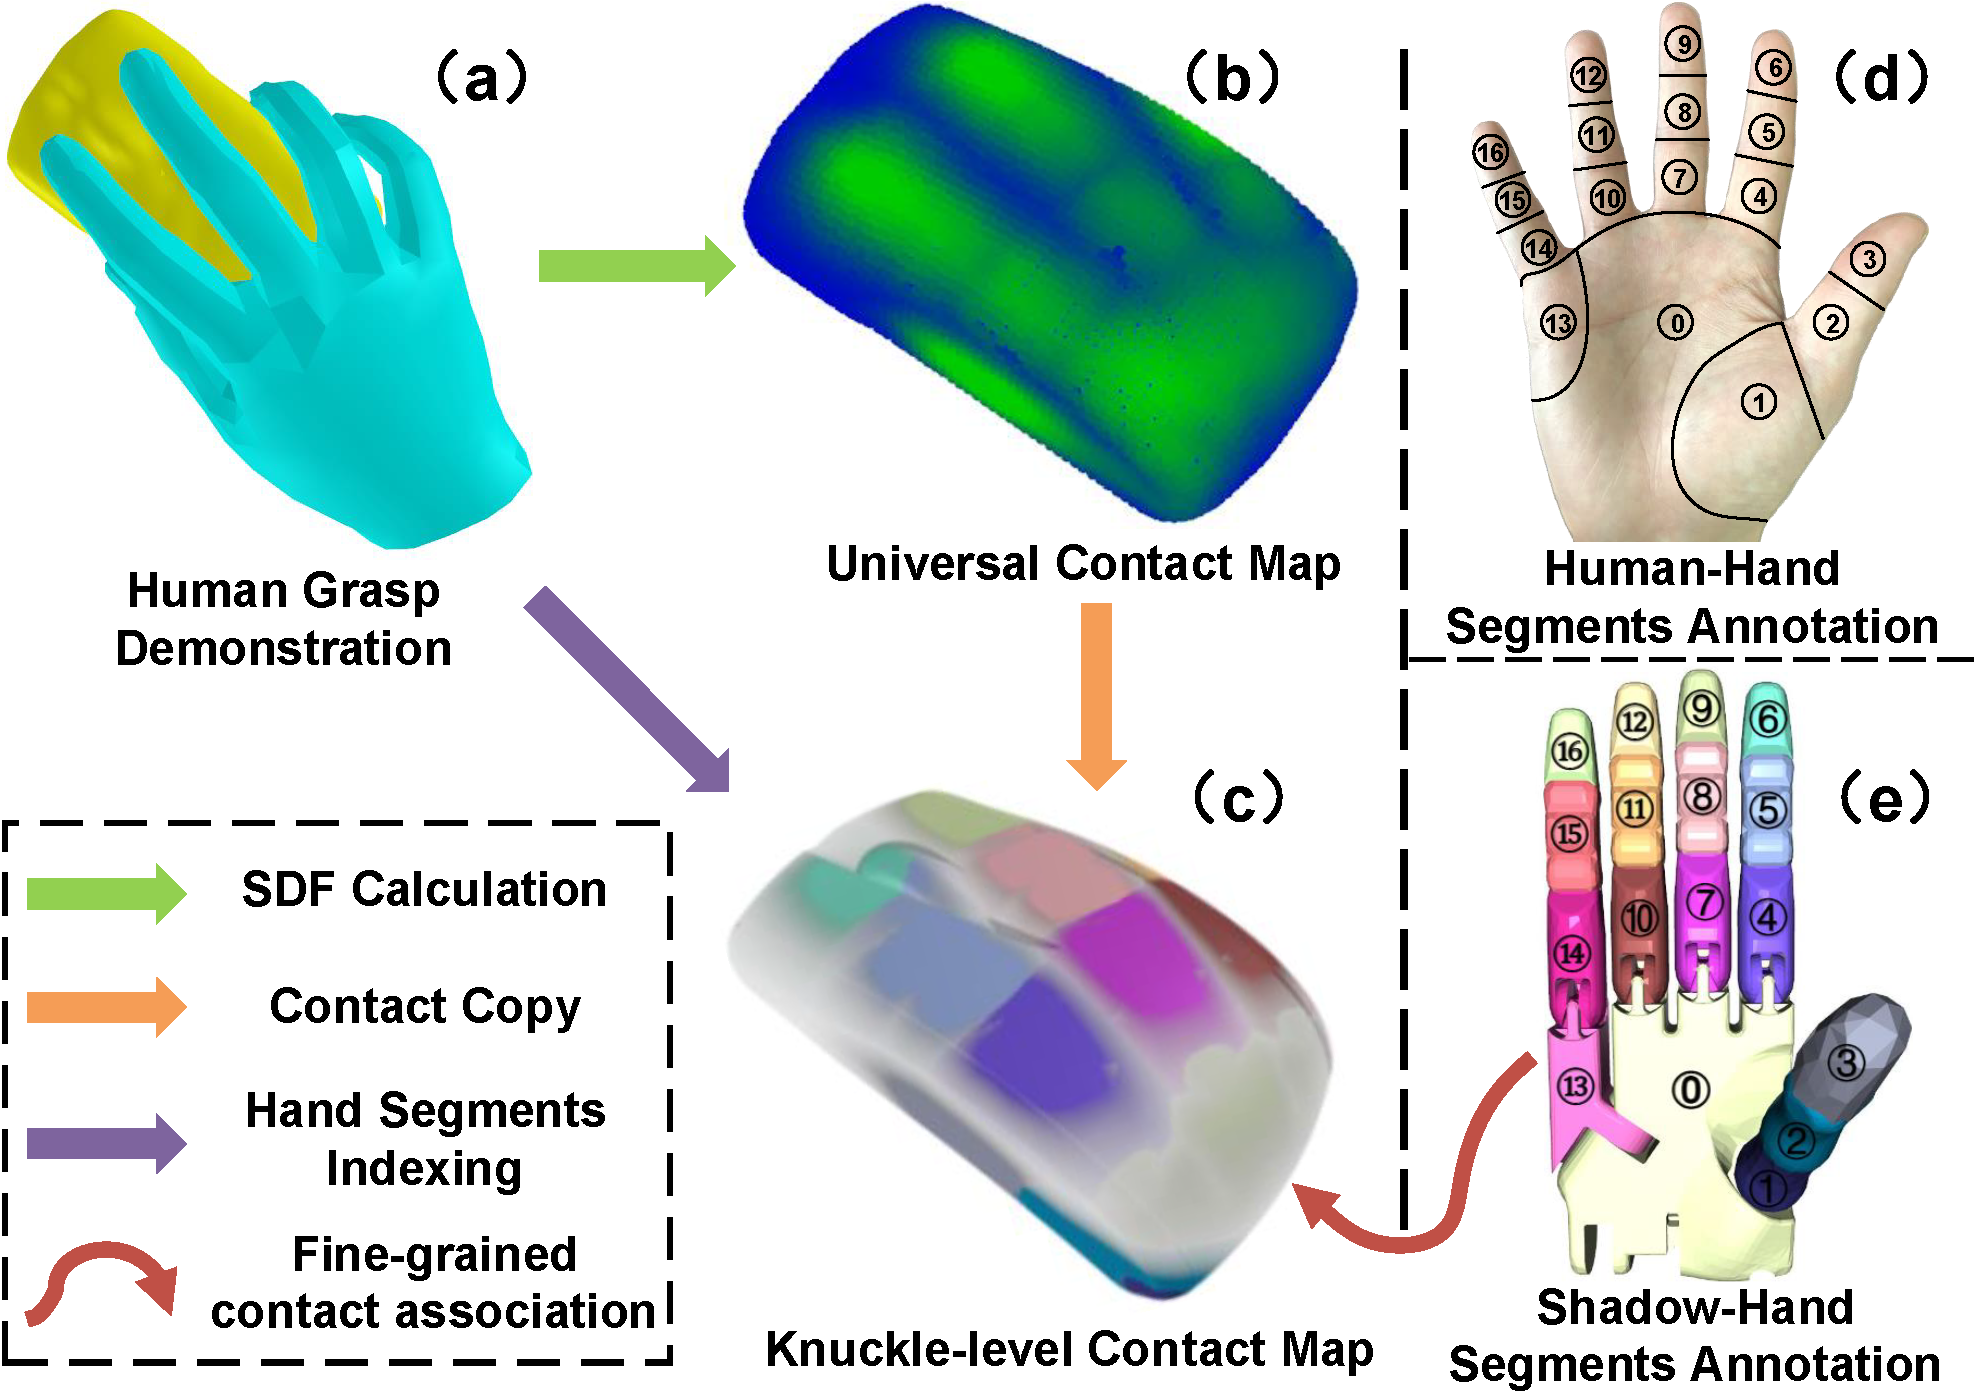 (a)
Human Grasp
Demonstration
(b)
Universal Contact Map
(c)
Knuckle-level Contact Map
SDF Calculation
Contact Copy
Hand Segments
Indexing
Fine-grained
contact association
(d)
9
12
6
8
11
5
16
7
15
10
4
14
3
13
0
2
1
Human-Hand
Segments Annotation
(e)
9
12
6
16
8
11
5
15
7
10
4
14
3
13
0
2
1
Shadow-Hand
Segments Annotation